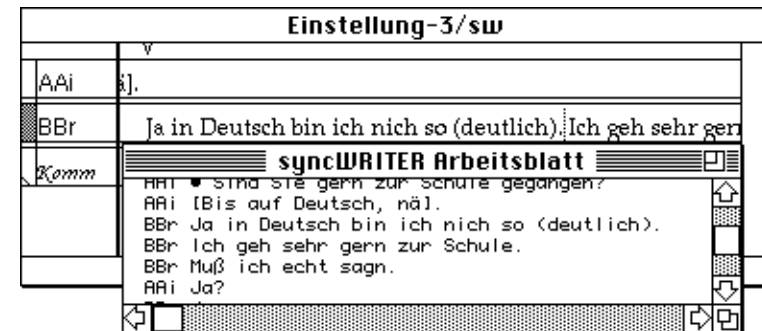 Einstellung-3/sw
AAi ä].
BBr Ja in Deutsch bin ich nich so (deutlich). Ich geh sehr gern
Komm
syncWRITER Arbeitsblatt
AAi • Sind Sie gern zur Schule gegangen?
AAi [Bis auf Deutsch, nä].
BBr Ja in Deutsch bin ich nich so (deutlich).
BBr Ich geh sehr gern zur Schule.
BBr Muß ich echt sagn.
AAi Ja?